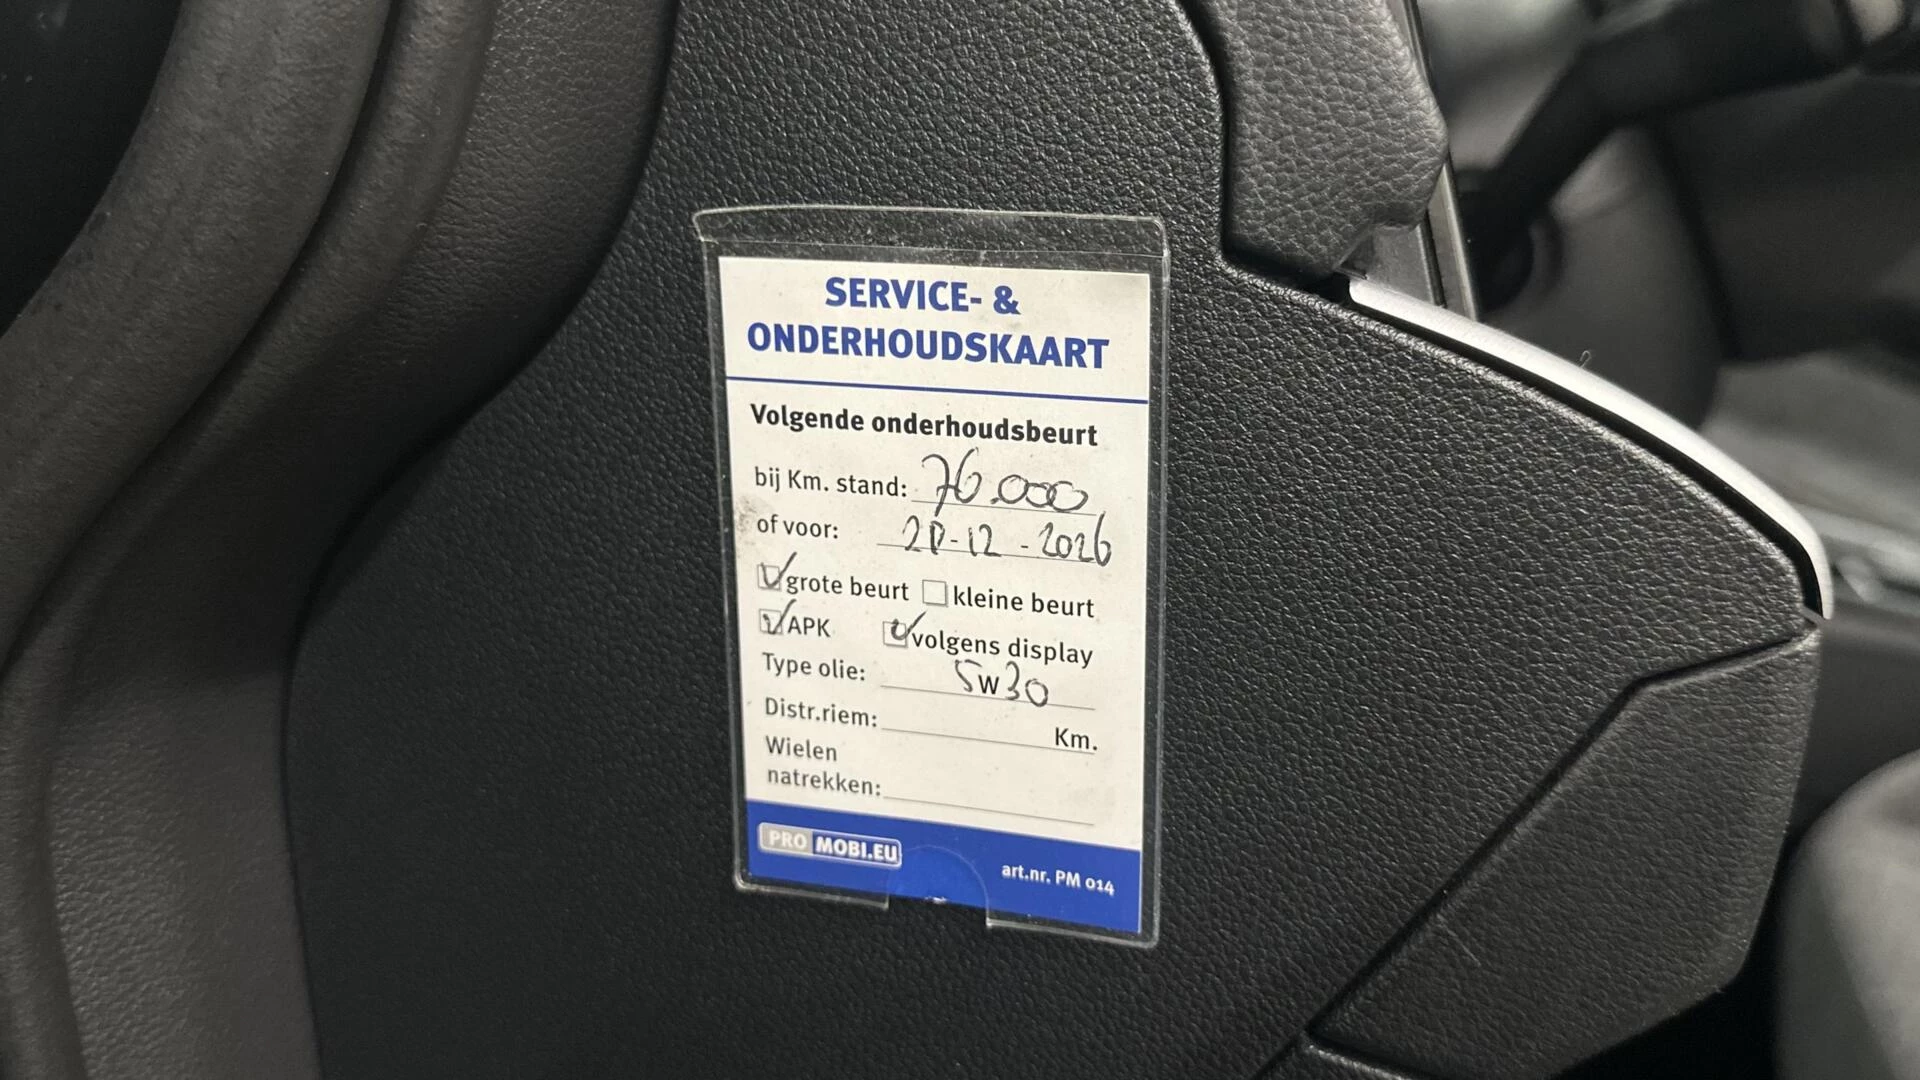 SERVICE- &
ONDERHOUDSKAART
Volgende onderhoudsbeurt
bij Km. stand: 76.000
of voor: -12-2026
grote beurt kleine beurt
APK volgens display
Type olie: 5W30
Distr.riem: Km.
Wielen
natrekken:
PRO MOBI.EU
art.nr. PM 014